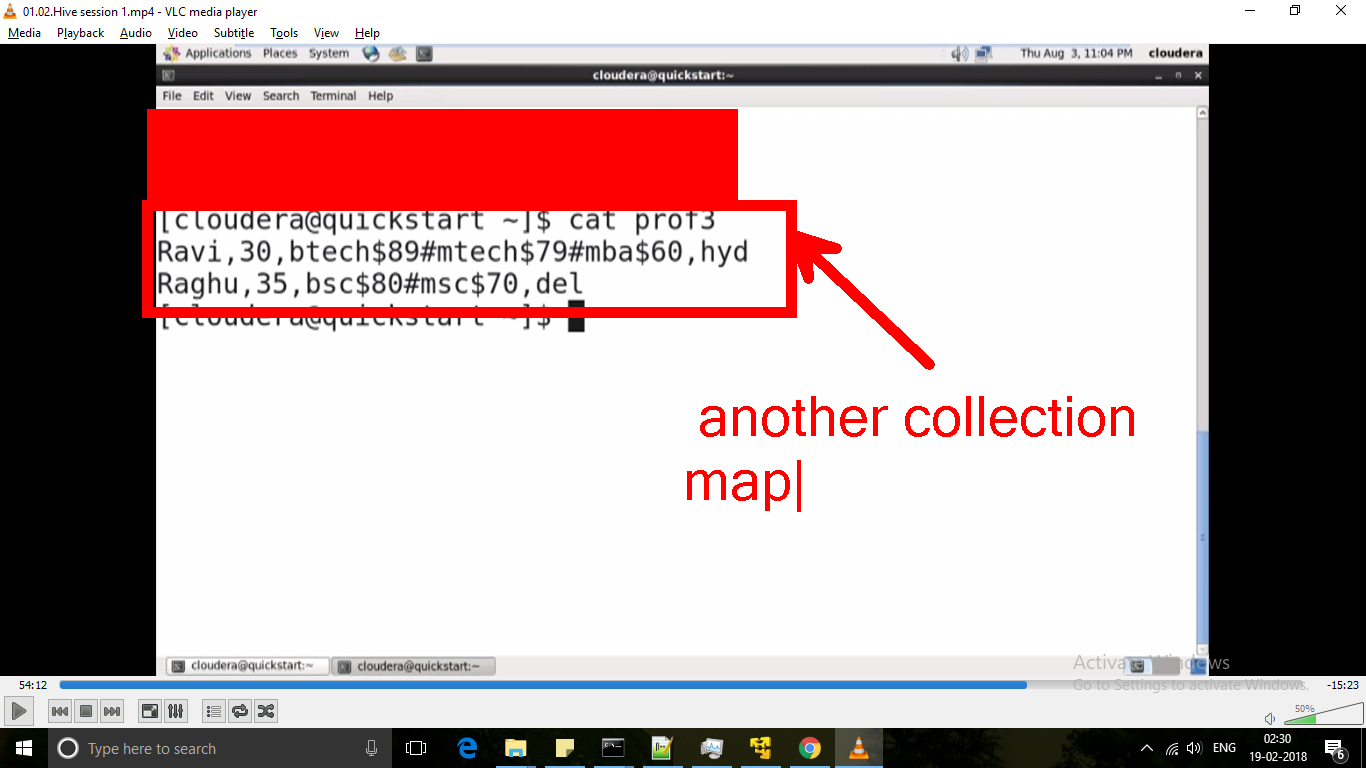 01.02.Hive session 1.mp4 - VLC media player
Media Playback Audio Video Subtitle Tools View Help
Applications Places System Thu Aug 3, 11:04 PM cloudera
cloudera@quickstart:~
File Edit View Search Terminal Help
[cloudera@quickstart ~]$ cat prof3
Ravi,30,btech$89#mtech$79#mba$60,hyd
Raghu,35,bsc$80#msc$70,del
[cloudera@quickstart ~]$
another collection
map
cloudera@quickstart:~ cloudera@quickstart:~
Activate Windows
Go to Settings to activate Windows.
54:12 -15:23
50%
Type here to search
ENG
02:30
19-02-2018
6